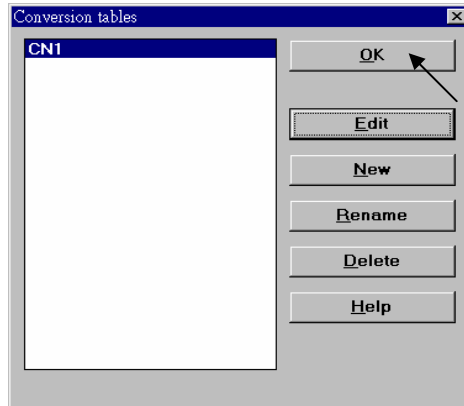 Conversion tables
CN1
OK
Edit
New
Rename
Delete
Help